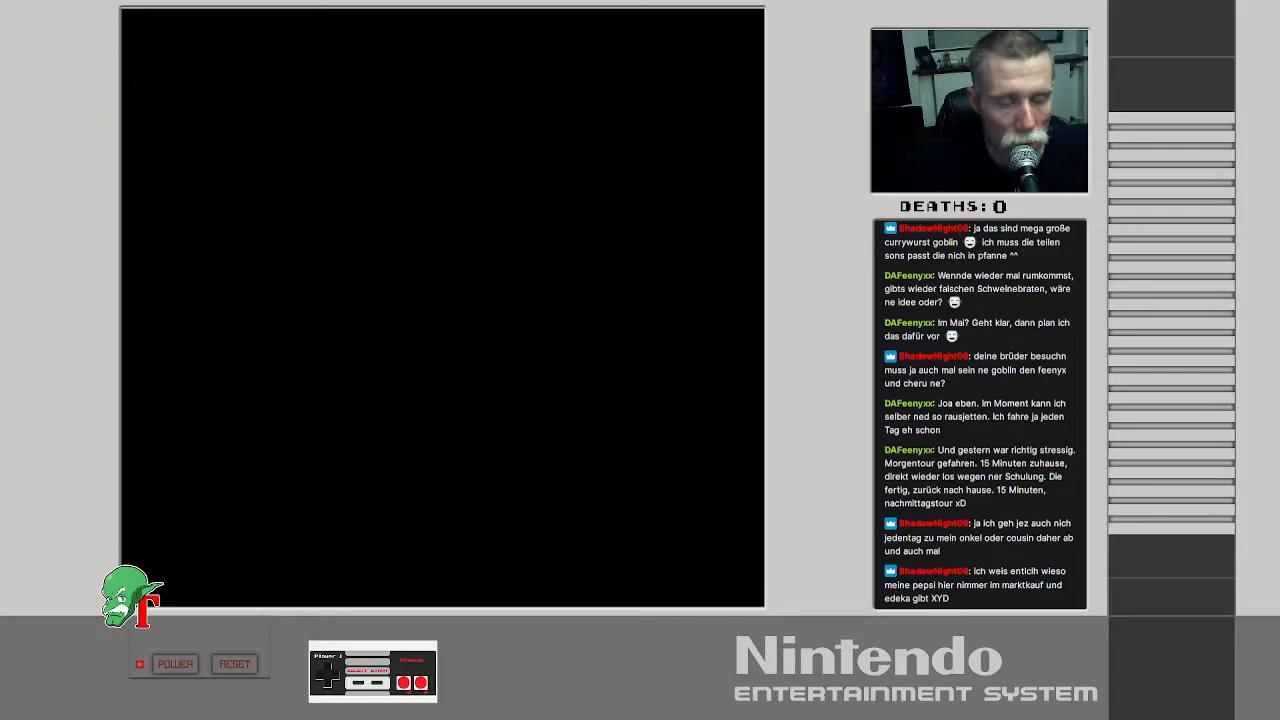 DEATHS: 0
ShadowNight09: ja das sind mega große
currywurst goblin ich muss die teilen
sons passt die nich in pfanne ^^
DAFeenyxx: Wennde wieder mal rumkommst,
gibts wieder falschen Schweinebraten, wäre
ne idee oder?
DAFeenyxx: Im Mai? Geht klar, dann plan ich
das dafür vor
deine brüder besuchn
muss ja auch mal sein ne goblin den feenyx
und cheru ne?
DAFeenyxx: Joa eben. Im Moment kann ich
selber ned so rausjetten. Ich fahre ja jeden
Tag eh schon
DAFeenyxx: Und gestern war richtig stressig.
Morgentour gefahren. 15 Minuten zuhause,
direkt wieder los wegen ner Schulung. Die
fertig, zurück nach hause. 15 Minuten,
nachmittagstour xD
ja ich geh jez auch nich
jedentag zu mein onkel oder cousin daher ab
und auch mal
ich weis entlcih wieso
meine pepsi hier nimmer im marktkauf und
edeka gibt XYD
T
POWER
RESET
Player 1
Nintendo
SELECT START
Nintendo
ENTERTAINMENT SYSTEM